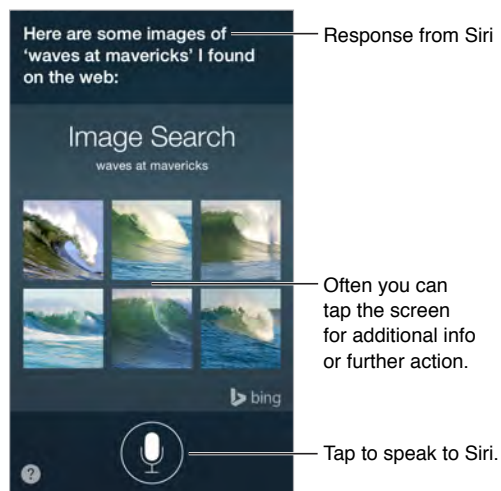 Here are some images of
‘waves at mavericks’ I found
on the web:
Response from Siri
Image Search
waves at mavericks
Often you can
tap the screen
for additional info
or further action.
bing
Tap to speak to Siri.
?